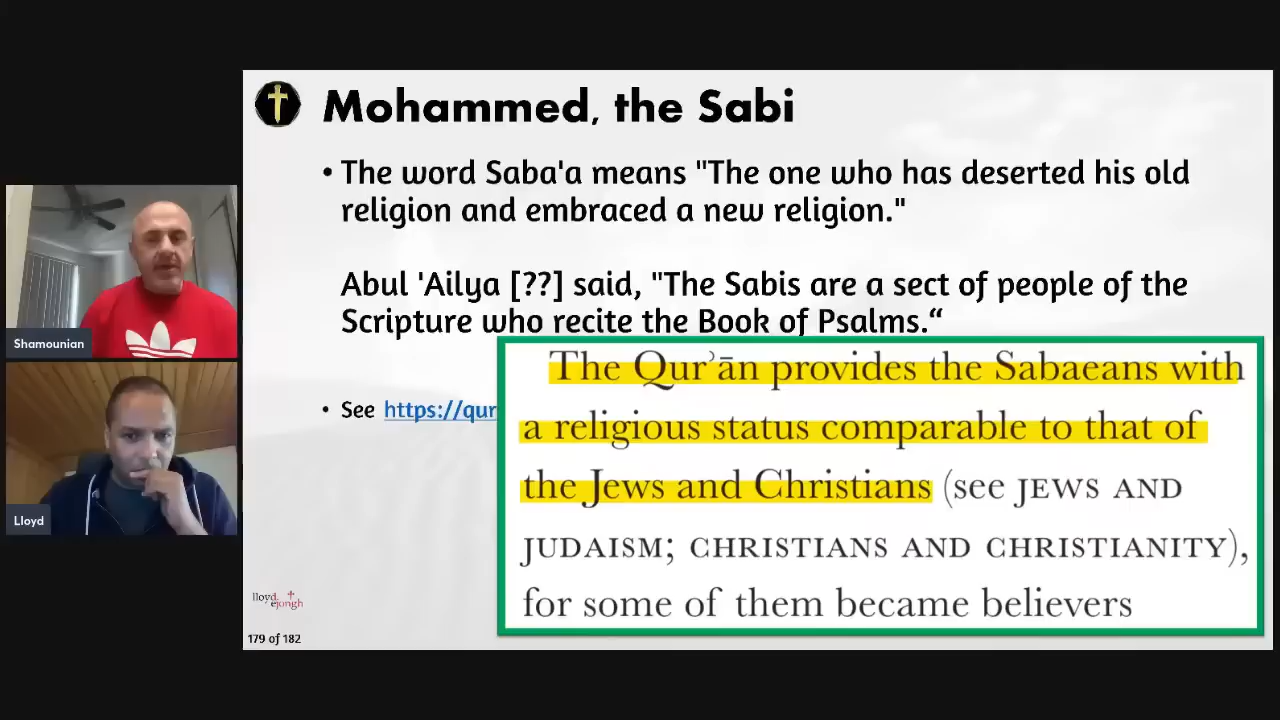 Mohammed, the Sabi
• The word Saba'a means "The one who has deserted his old
religion and embraced a new religion."
Abul 'Ailya [??] said, "The Sabis are a sect of people of the
Scripture who recite the Book of Psalms.“
• See https://qur
The Qurʾān provides the Sabaeans with
a religious status comparable to that of
the Jews and Christians (see JEWS AND
JUDAISM; CHRISTIANS AND CHRISTIANITY),
for some of them became believers
Shamounian
Lloyd
lloyd
dejongh
179 of 182